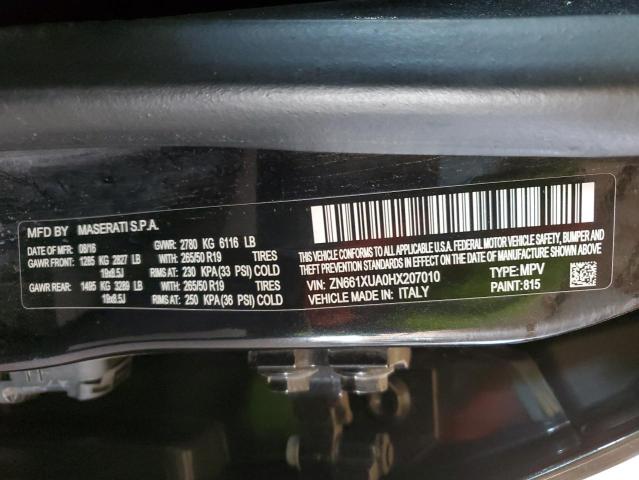 MFD BY MASERATI S.P.A.
DATE OF MFR: 08/16 GVWR: 2780 KG 6116 LB
GAWR FRONT: 1285 KG 2827 LB WITH: 265/50 R19 TIRES
19x8.5J RIMS AT: 230 KPA(33 PSI) COLD
GAWR REAR: 1495 KG 3289 LB WITH: 265/50 R19 TIRES
19x8.5J RIMS AT: 250 KPA(36 PSI) COLD
THIS VEHICLE CONFORMS TO ALL APPLICABLE U.S.A. FEDERAL MOTOR VEHICLE SAFETY, BUMPER AND
THEFT PREVENTION STANDARDS IN EFFECT ON THE DATE OF MANUFACTURE SHOWN ABOVE.
VIN: ZN661XUA0HX207010 TYPE: MPV
VEHICLE MADE IN: ITALY PAINT: 815